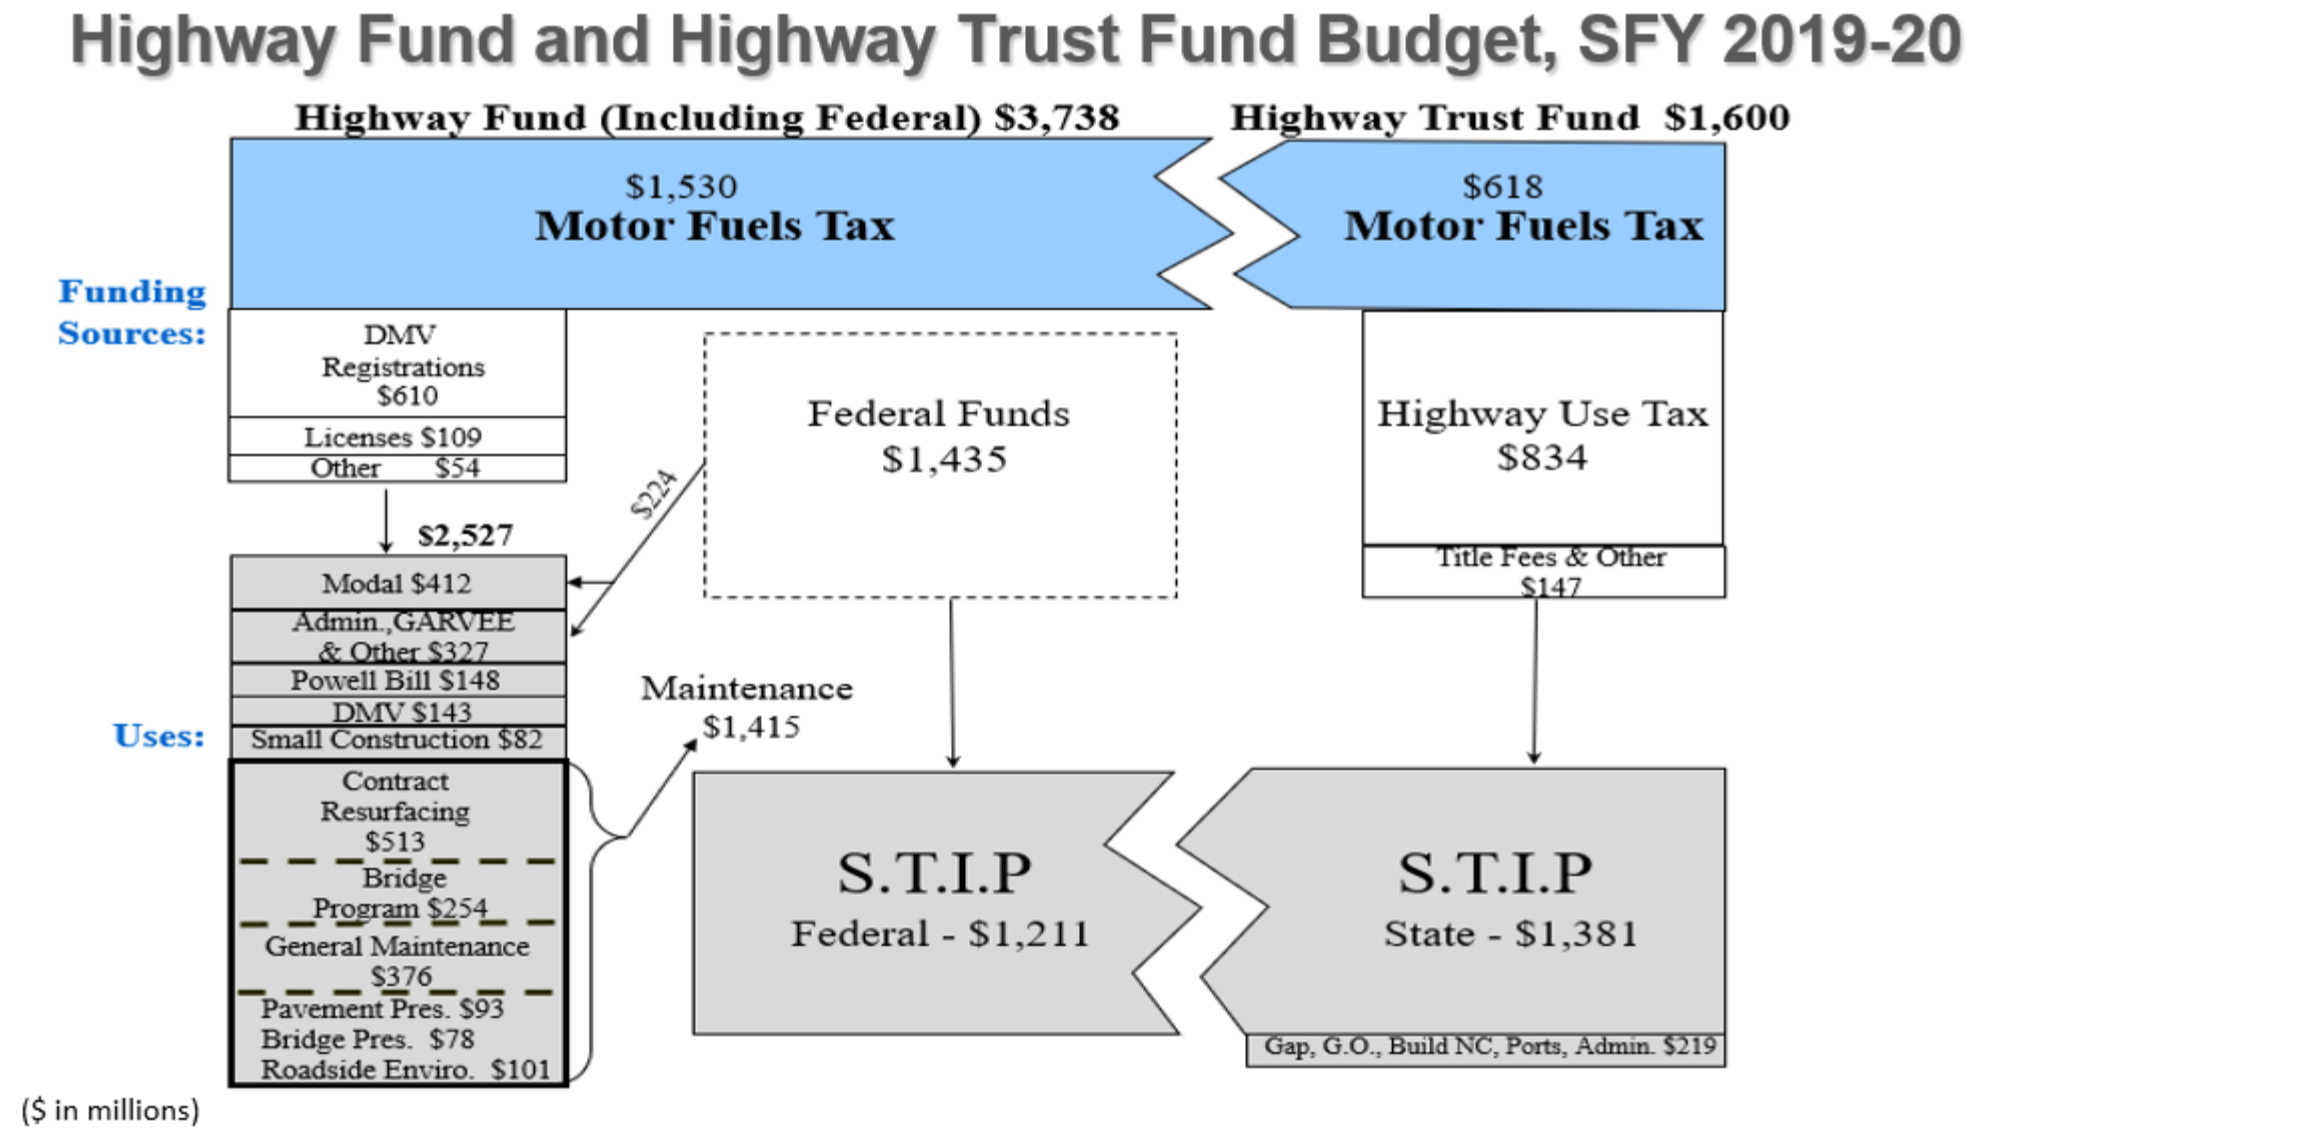 Highway Fund and Highway Trust Fund Budget, SFY 2019-20
Highway Fund (Including Federal) $3,738
Highway Trust Fund $1,600
$1,530
Motor Fuels Tax
$618
Motor Fuels Tax
Funding
Sources:
DMV
Registrations
$610
Licenses $109
Other $54
Federal Funds
$1,435
Highway Use Tax
$834
Title Fees & Other
$147
$224
$2,527
Uses:
Modal $412
Admin.,GARVEE
& Other $327
Powell Bill $148
DMV $143
Small Construction $82
Contract
Resurfacing
$513
Bridge
Program $254
General Maintenance
$376
Pavement Pres. $93
Bridge Pres. $78
Roadside Enviro. $101
Maintenance
$1,415
S.T.I.P
Federal - $1,211
S.T.I.P
State - $1,381
Gap, G.O., Build NC, Ports, Admin. $219
($ in millions)